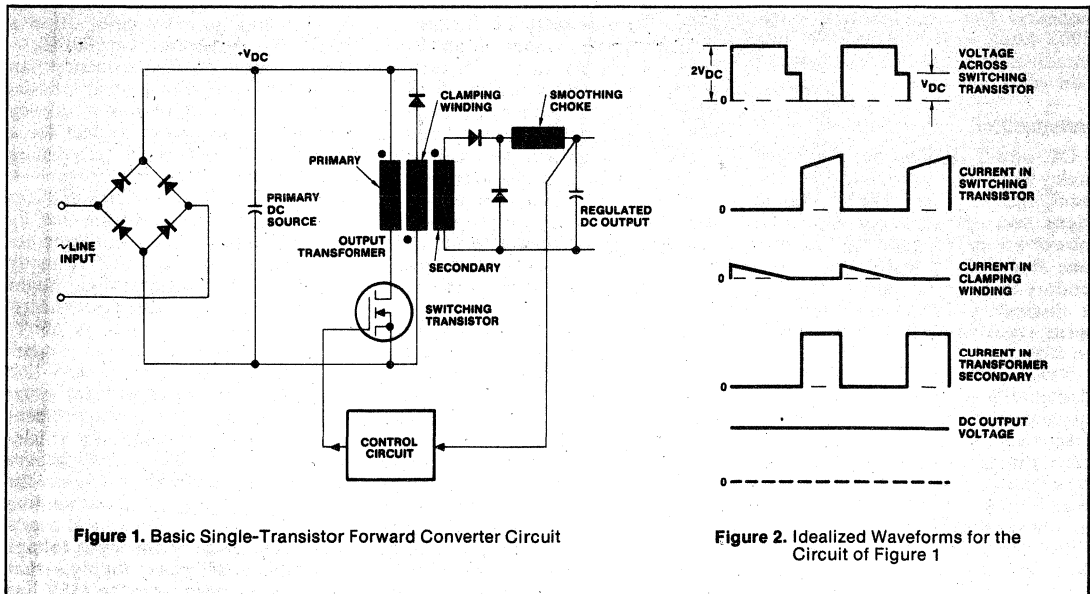 +VDC
CLAMPING
WINDING
SMOOTHING
CHOKE
PRIMARY
PRIMARY
DC
SOURCE
∼LINE
INPUT
OUTPUT
TRANSFORMER
SECONDARY
REGULATED
DC OUTPUT
SWITCHING
TRANSISTOR
CONTROL
CIRCUIT
Figure 1. Basic Single-Transistor Forward Converter Circuit
2VDC
0
VDC
VOLTAGE
ACROSS
SWITCHING
TRANSISTOR
0
CURRENT IN
SWITCHING
TRANSISTOR
0
CURRENT IN
CLAMPING
WINDING
0
CURRENT IN
TRANSFORMER
SECONDARY
DC OUTPUT
VOLTAGE
0
Figure 2. Idealized Waveforms for the
Circuit of Figure 1